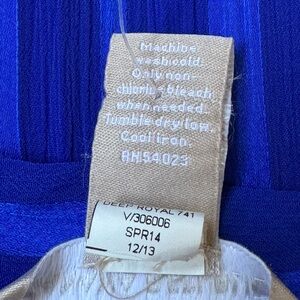 Machine
wash cold.
Only non-
chlorine bleach
when needed.
Tumble dry low.
Cool iron.
RN54023
DEEP ROYAL 741
V/306006
SPR14
12/13